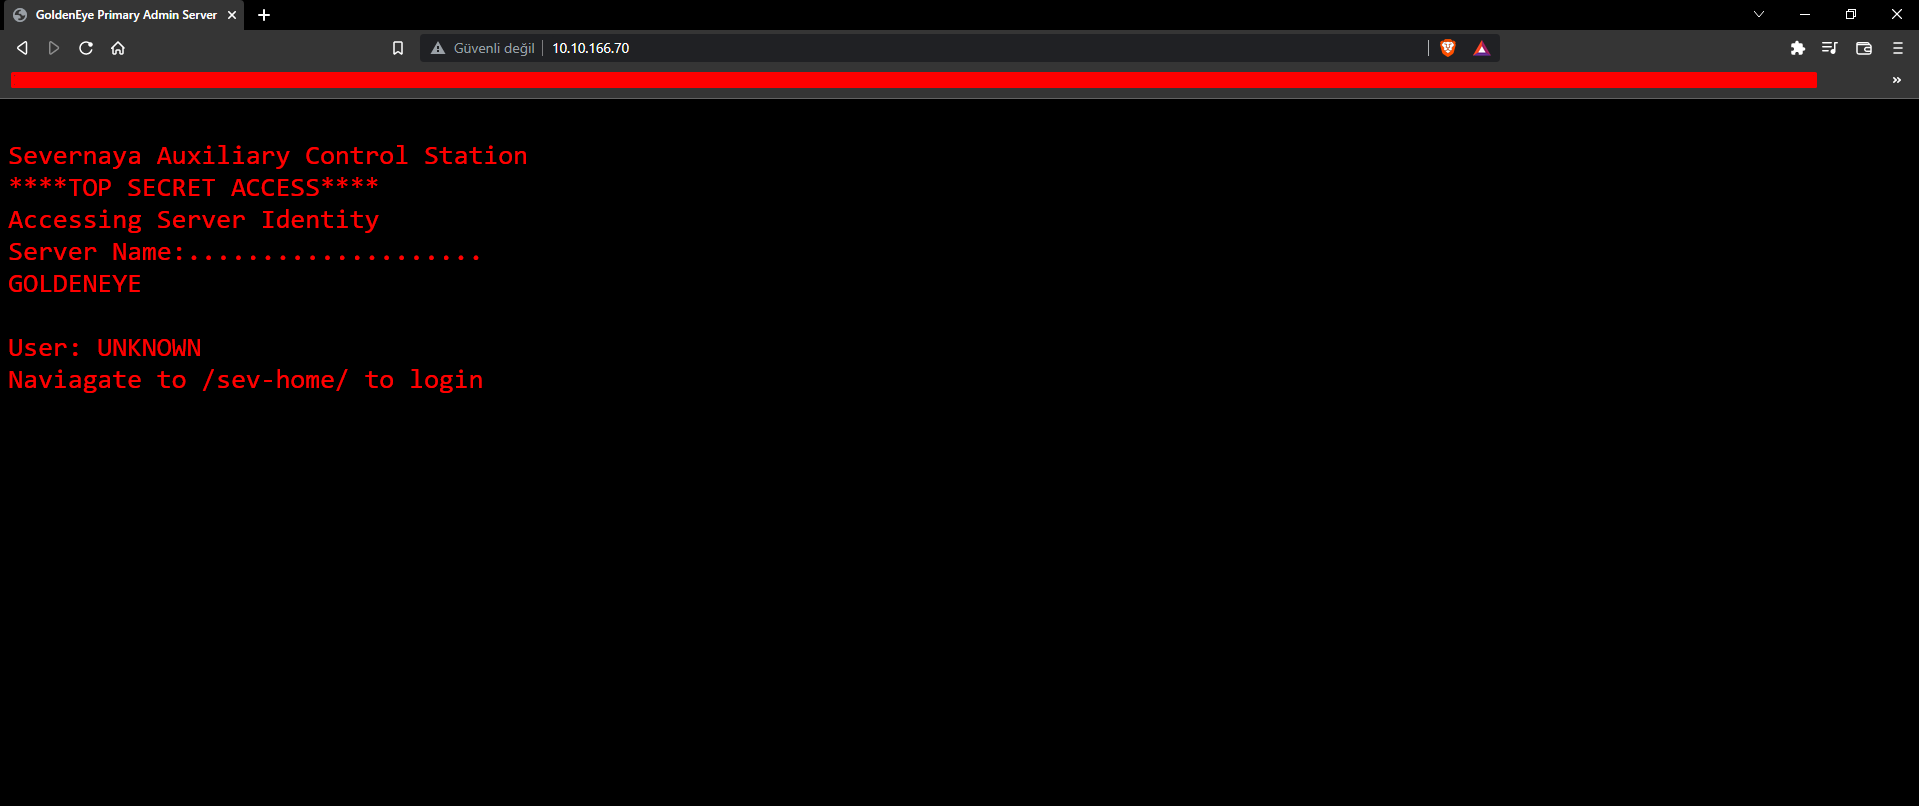 GoldenEye Primary Admin Server
Güvenli değil
10.10.166.70
Severnaya Auxiliary Control Station
****TOP SECRET ACCESS****
Accessing Server Identity
Server Name:....................
GOLDENEYE
User: UNKNOWN
Naviagate to /sev-home/ to login